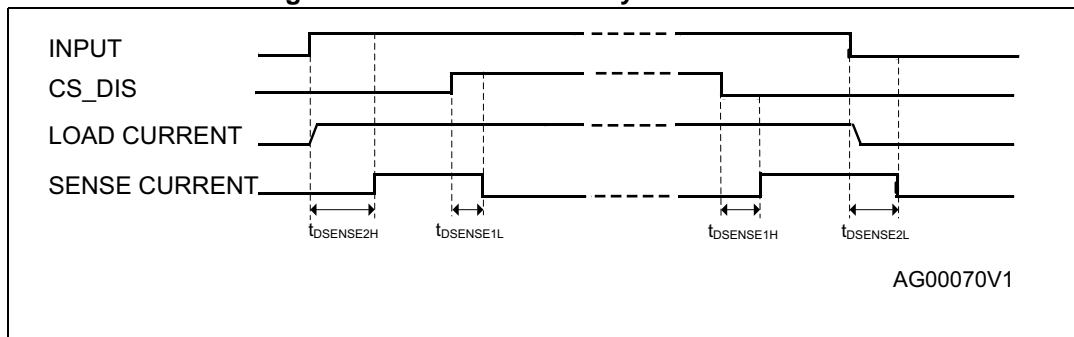 INPUT
CS_DIS
LOAD CURRENT
SENSE CURRENT
tDSENSE2H
tDSENSE1L
tDSENSE1H
tDSENSE2L
AG00070V1